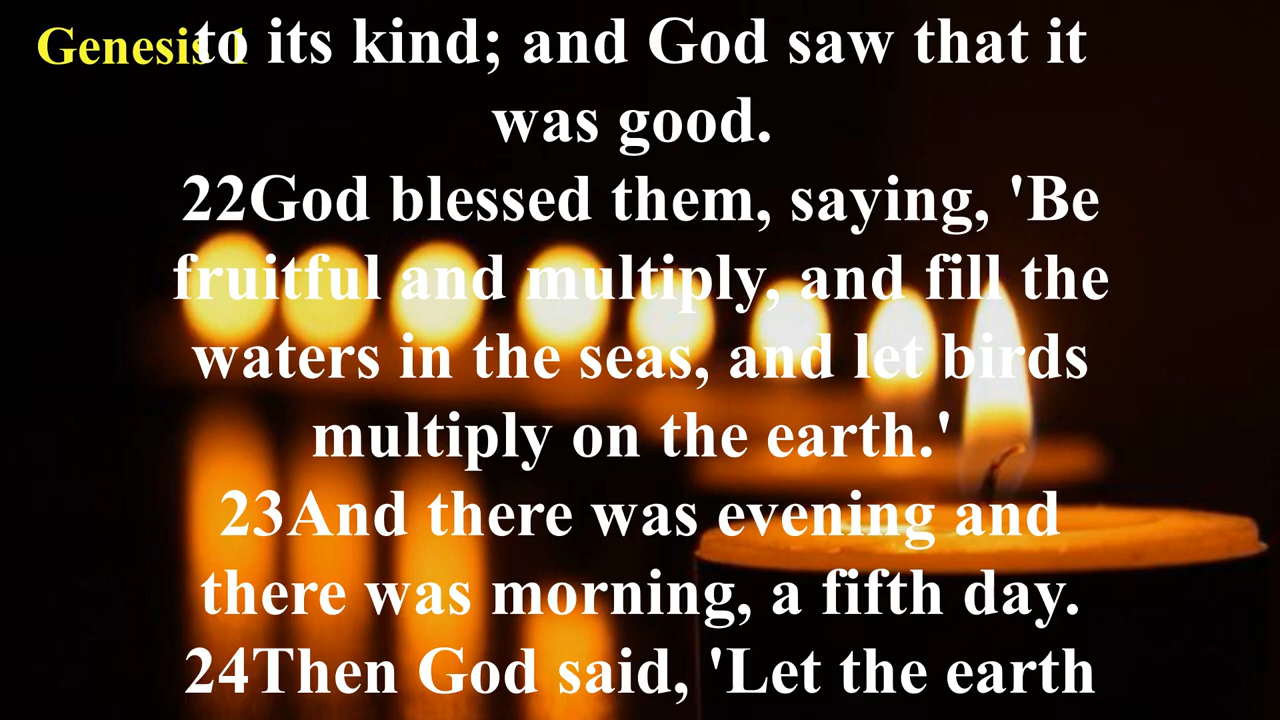 Genesis 1
to its kind; and God saw that it
was good.
22God blessed them, saying, 'Be
fruitful and multiply, and fill the
waters in the seas, and let birds
multiply on the earth.'
23And there was evening and
there was morning, a fifth day.
24Then God said, 'Let the earth